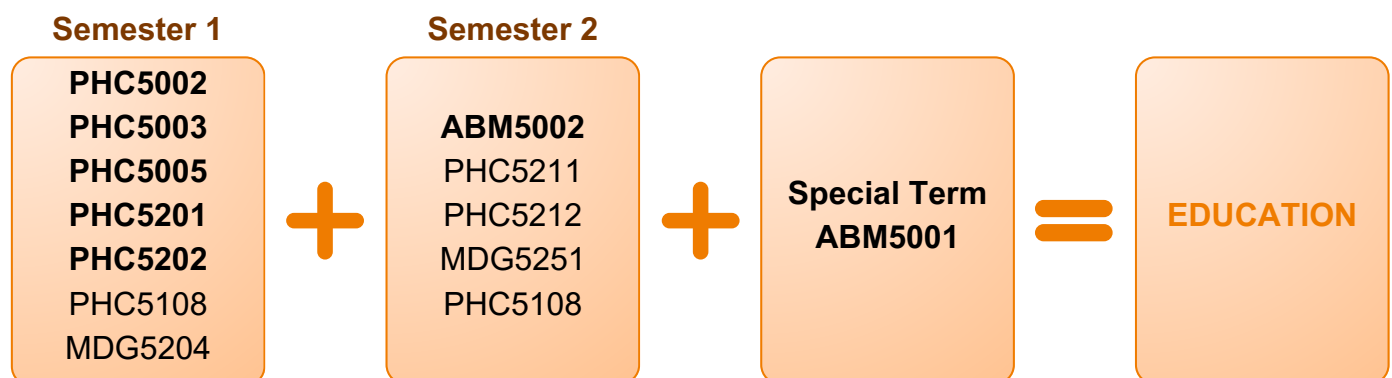 Semester 1
PHC5002
PHC5003
PHC5005
PHC5201
PHC5202
PHC5108
MDG5204
Semester 2
ABM5002
PHC5211
PHC5212
MDG5251
PHC5108
Special Term
ABM5001
EDUCATION